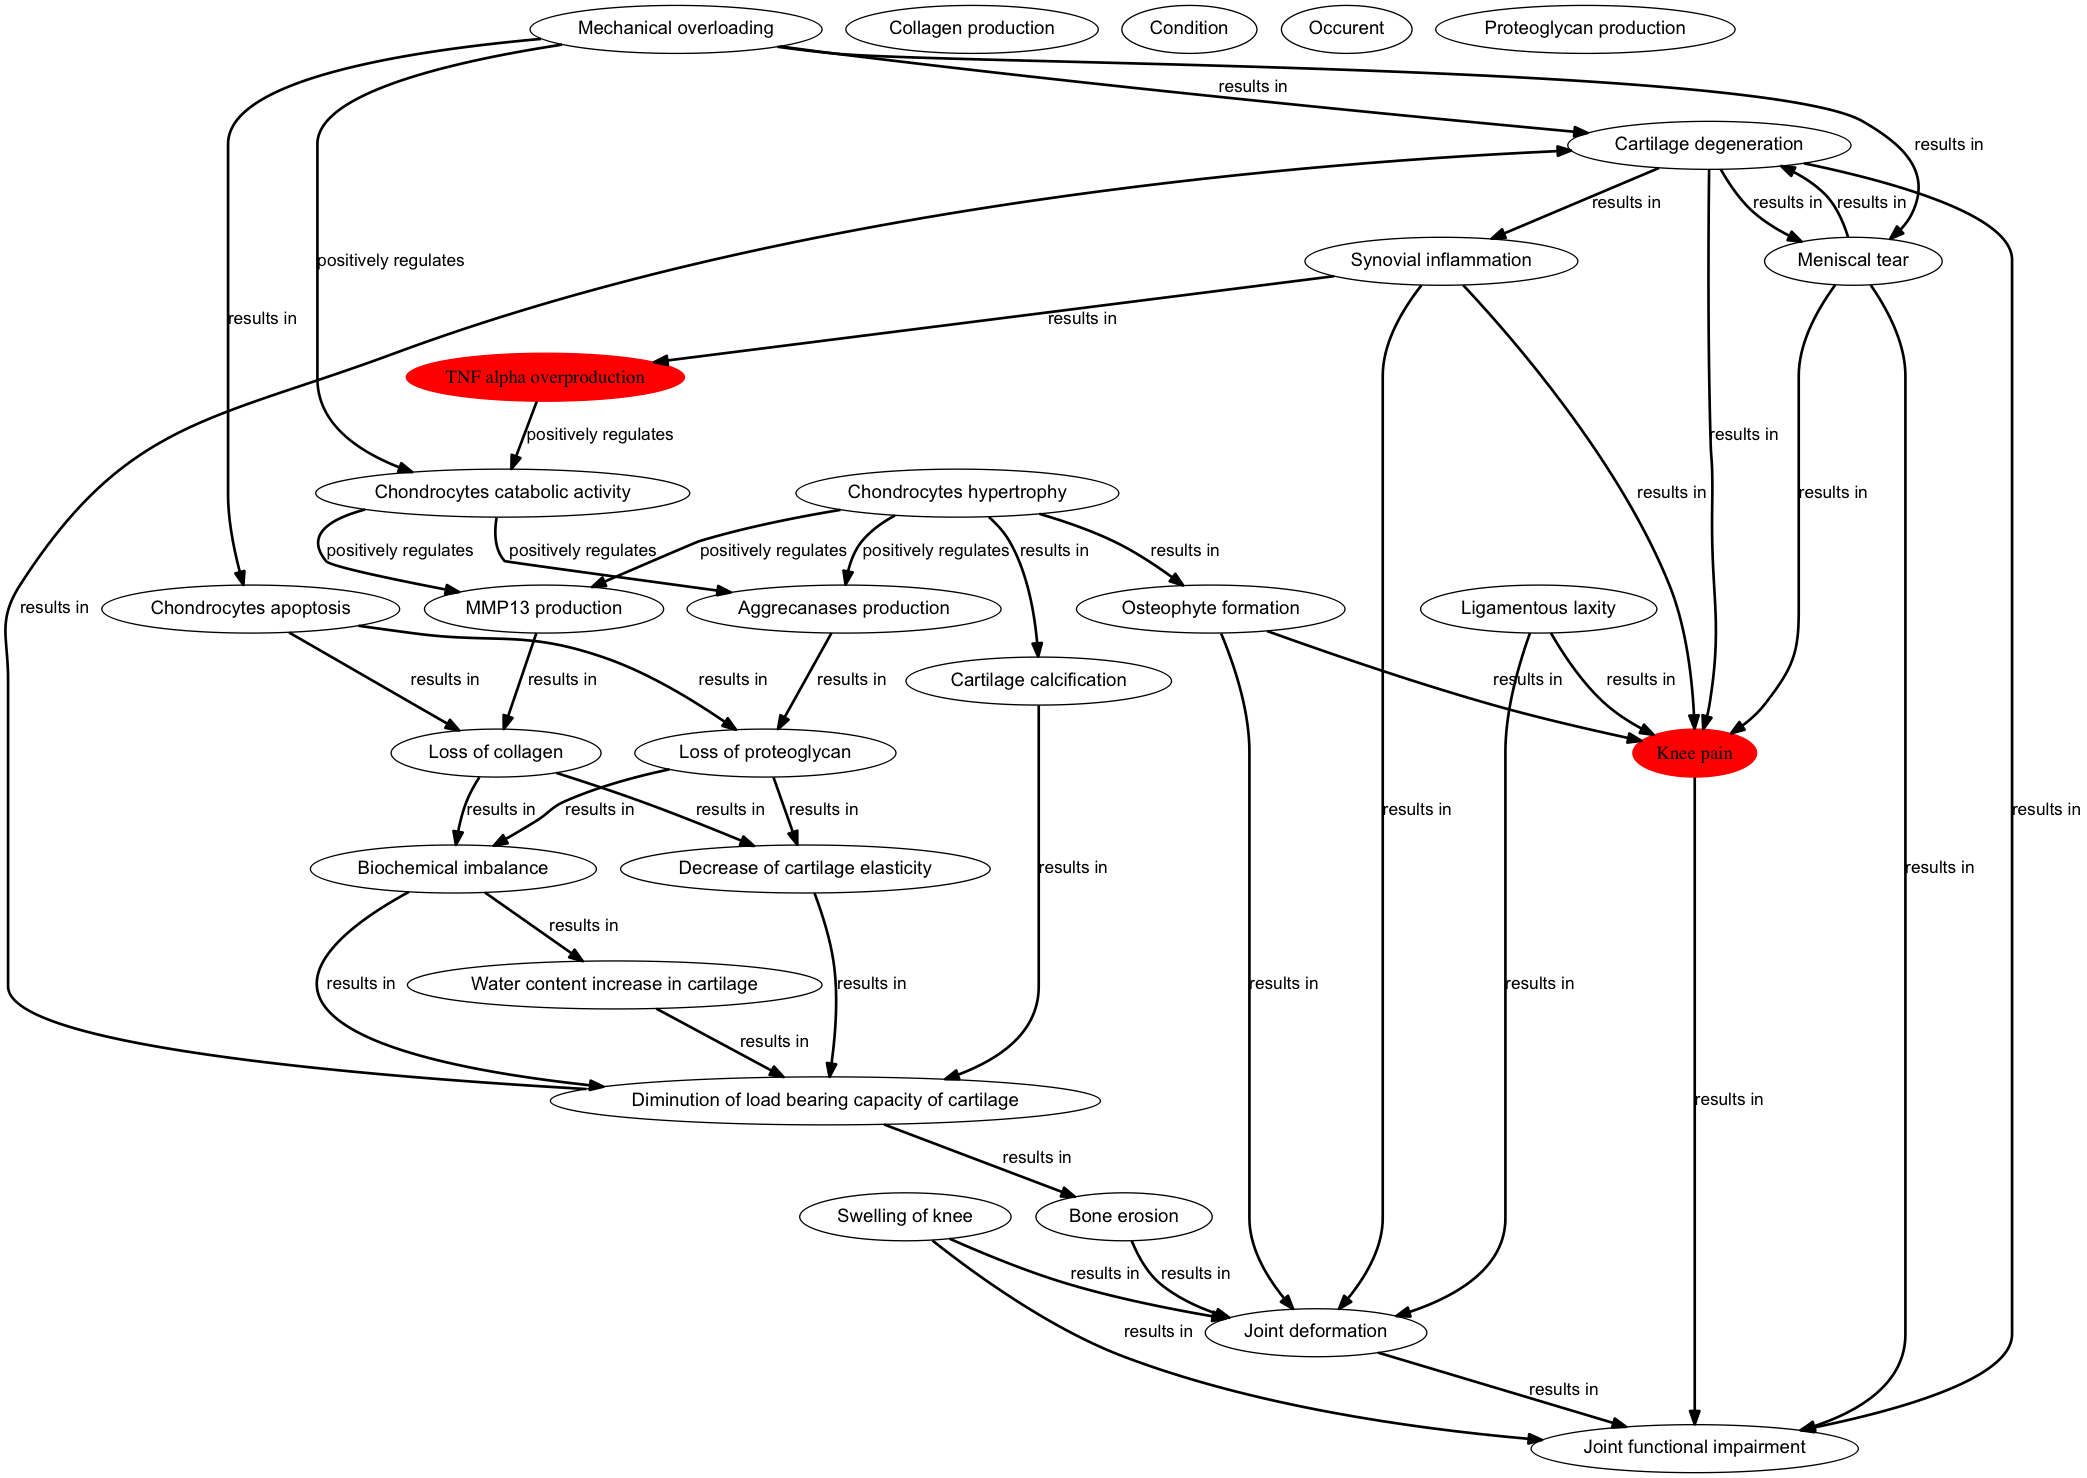 Mechanical overloading
Collagen production
Condition
Occurent
Proteoglycan production
results in
Cartilage degeneration
results in
results in
results in
results in
positively regulates
Synovial inflammation
Meniscal tear
results in
results in
TNF alpha overproduction
positively regulates
results in
Chondrocytes catabolic activity
Chondrocytes hypertrophy
results in
results in
positively regulates
positively regulates
positively regulates
positively regulates
results in
results in
results in
Chondrocytes apoptosis
MMP13 production
Aggrecanases production
Osteophyte formation
Ligamentous laxity
results in
results in
results in
results in
Cartilage calcification
results in
results in
Loss of collagen
Loss of proteoglycan
Knee pain
results in
results in
results in
results in
results in
results in
Biochemical imbalance
Decrease of cartilage elasticity
results in
results in
results in
results in
Water content increase in cartilage
results in
results in
results in
results in
Diminution of load bearing capacity of cartilage
results in
results in
Swelling of knee
Bone erosion
results in
results in
results in
Joint deformation
results in
Joint functional impairment